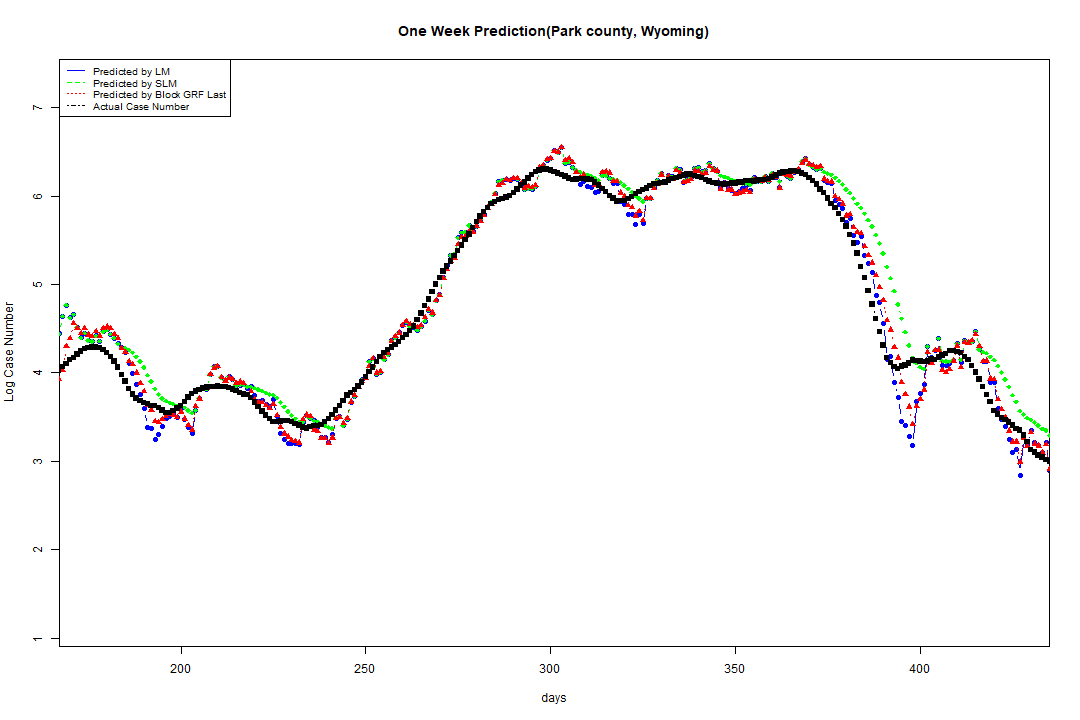 One Week Prediction(Park county, Wyoming)
Predicted by LM
Predicted by SLM
Predicted by Block GRF Last
Actual Case Number
7
6
5
4
3
2
1
Log Case Number
200 250 300 350 400
days